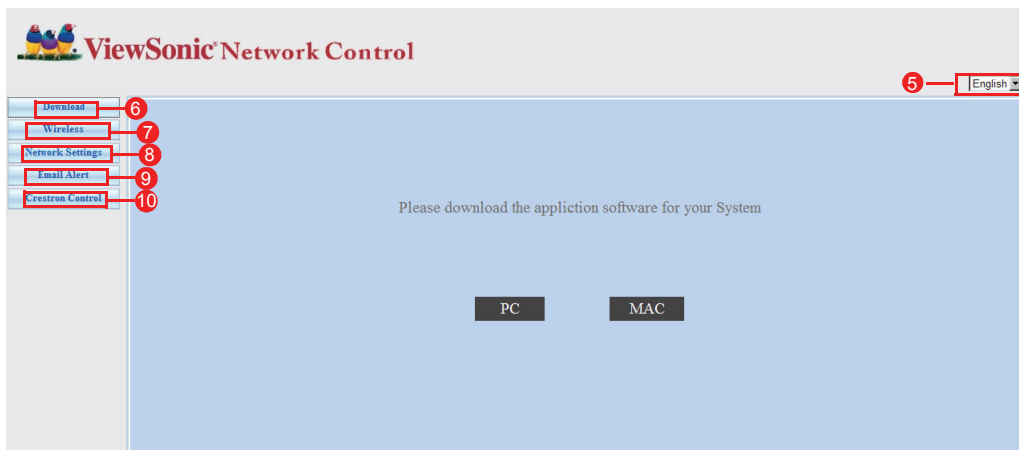 ViewSonic® Network Control
5 English
Download 6
Wireless 7
Network Settings 8
Email Alert 9
Crestron Control 10
Please download the appliction software for your System
PC MAC